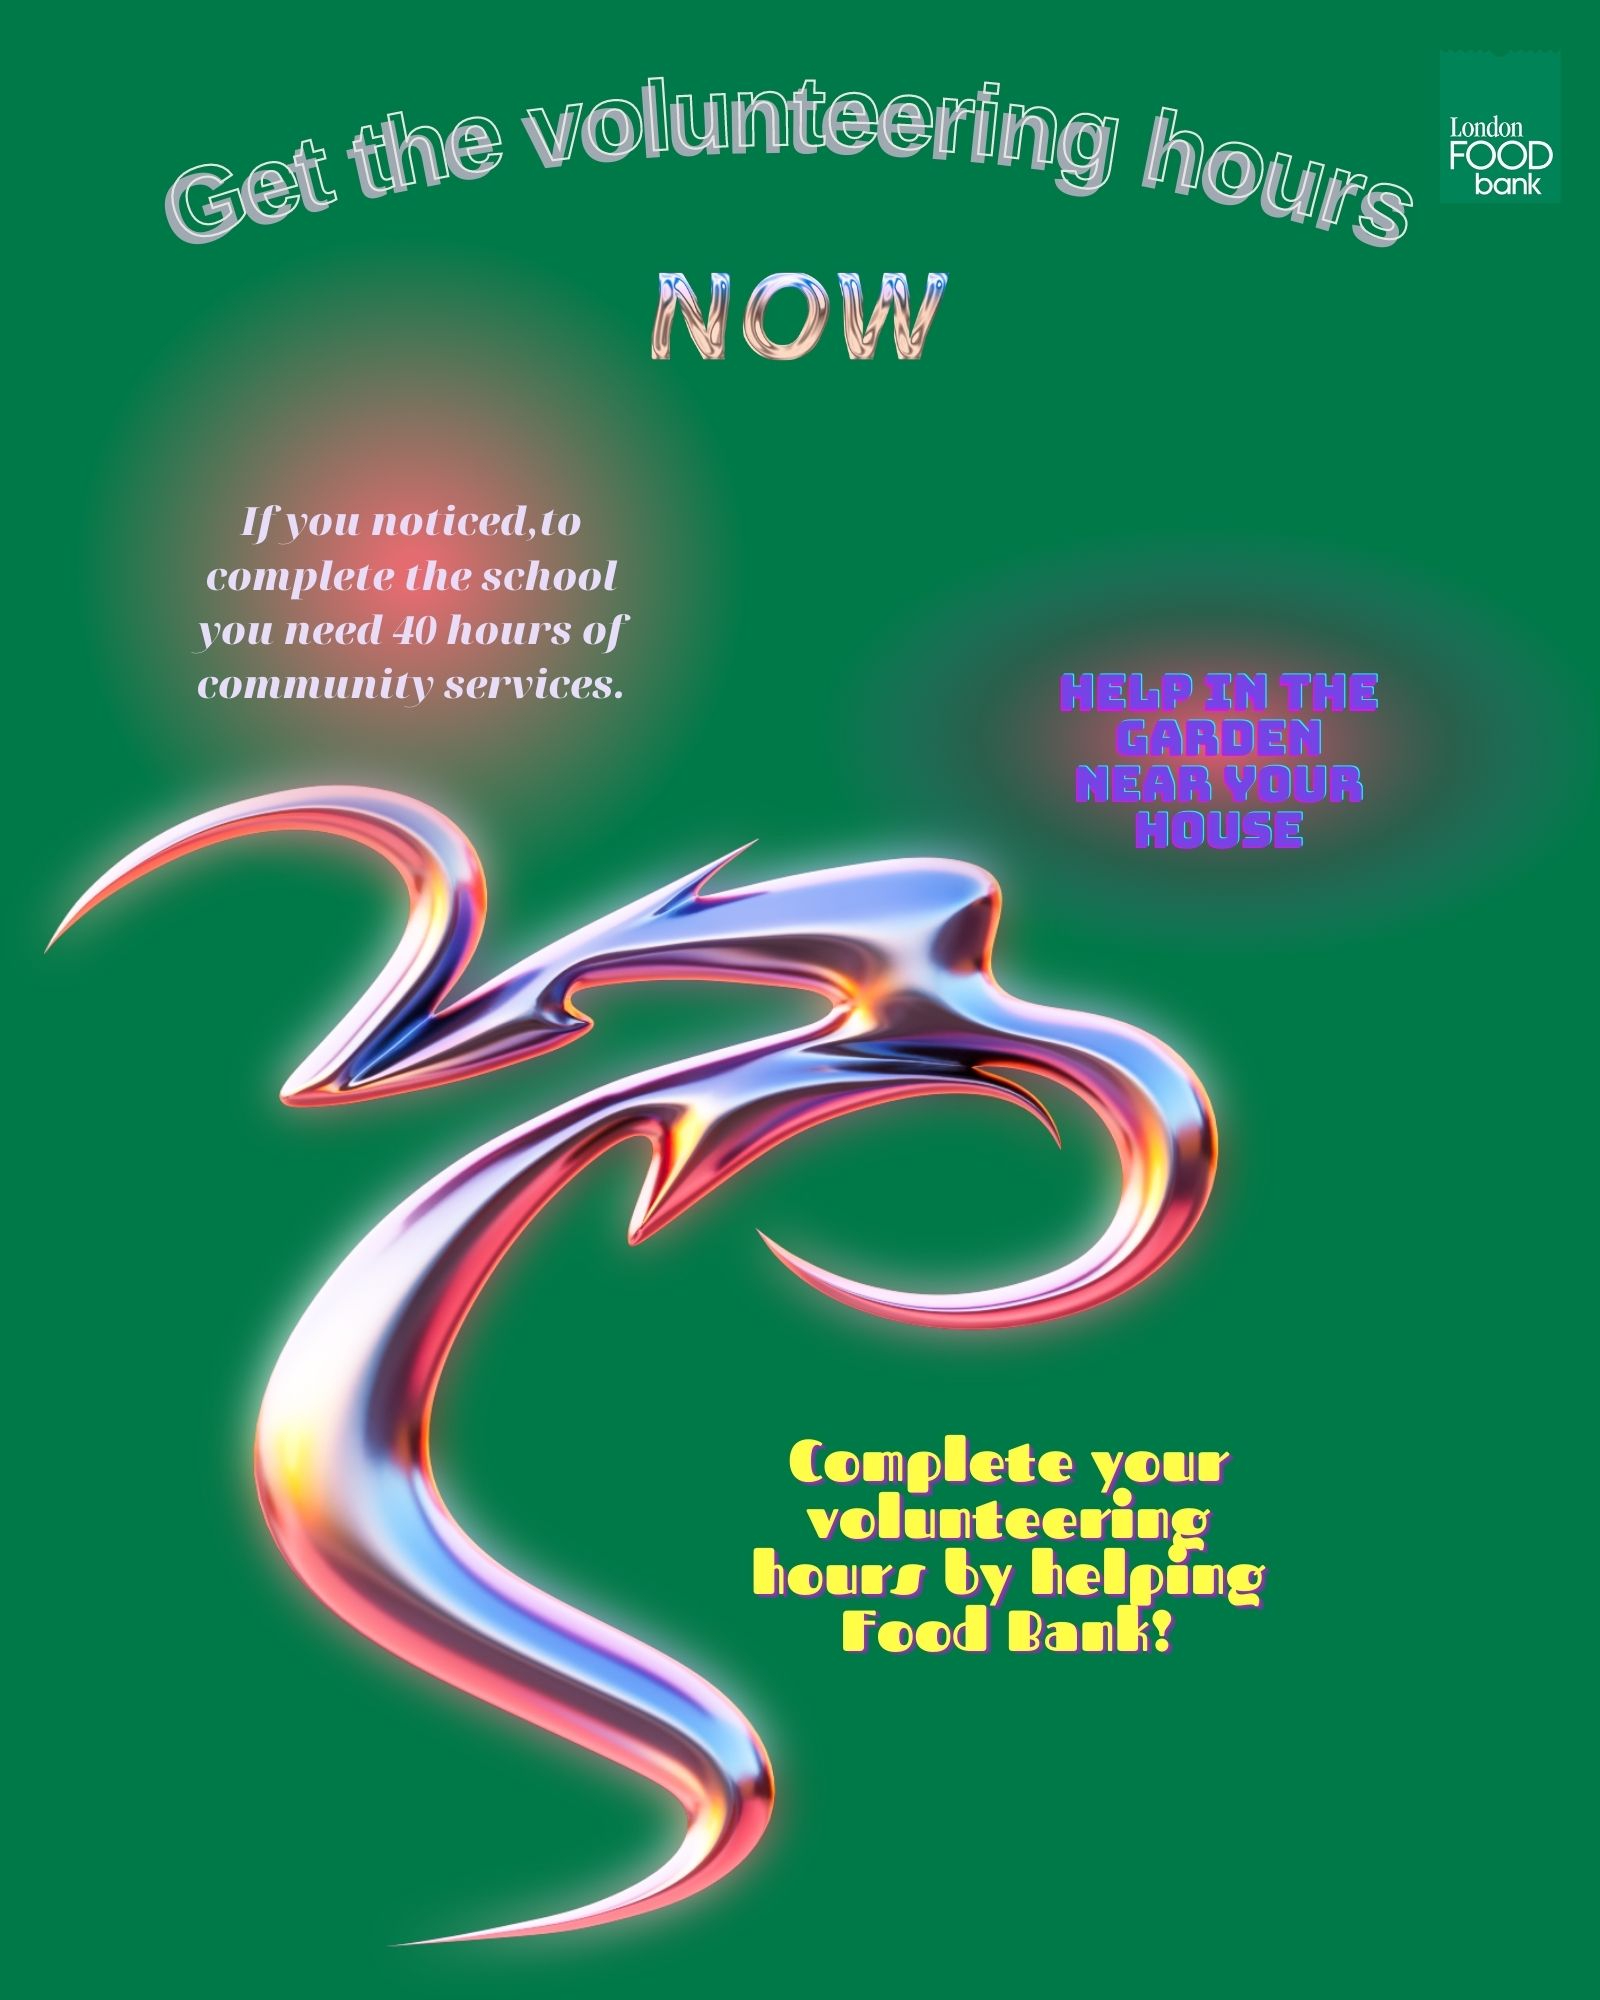 Get the volunteering hours
London
FOOD
bank
NOW
If you noticed,to
complete the school
you need 40 hours of
community services.
HELP IN THE
GARDEN
NEAR YOUR
HOUSE
Complete your
volunteering
hours by helping
Food Bank!